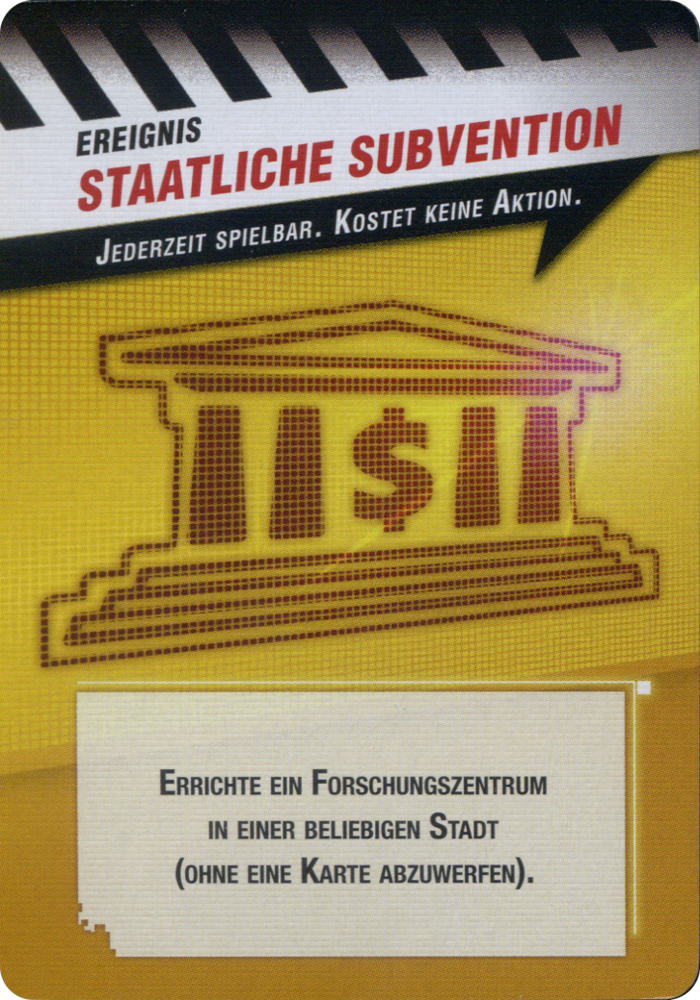 EREIGNIS
STAATLICHE SUBVENTION
JEDERZEIT SPIELBAR. KOSTET KEINE AKTION.
$
ERRICHTE EIN FORSCHUNGSZENTRUM
IN EINER BELIEBIGEN STADT
(OHNE EINE KARTE ABZUWERFEN).